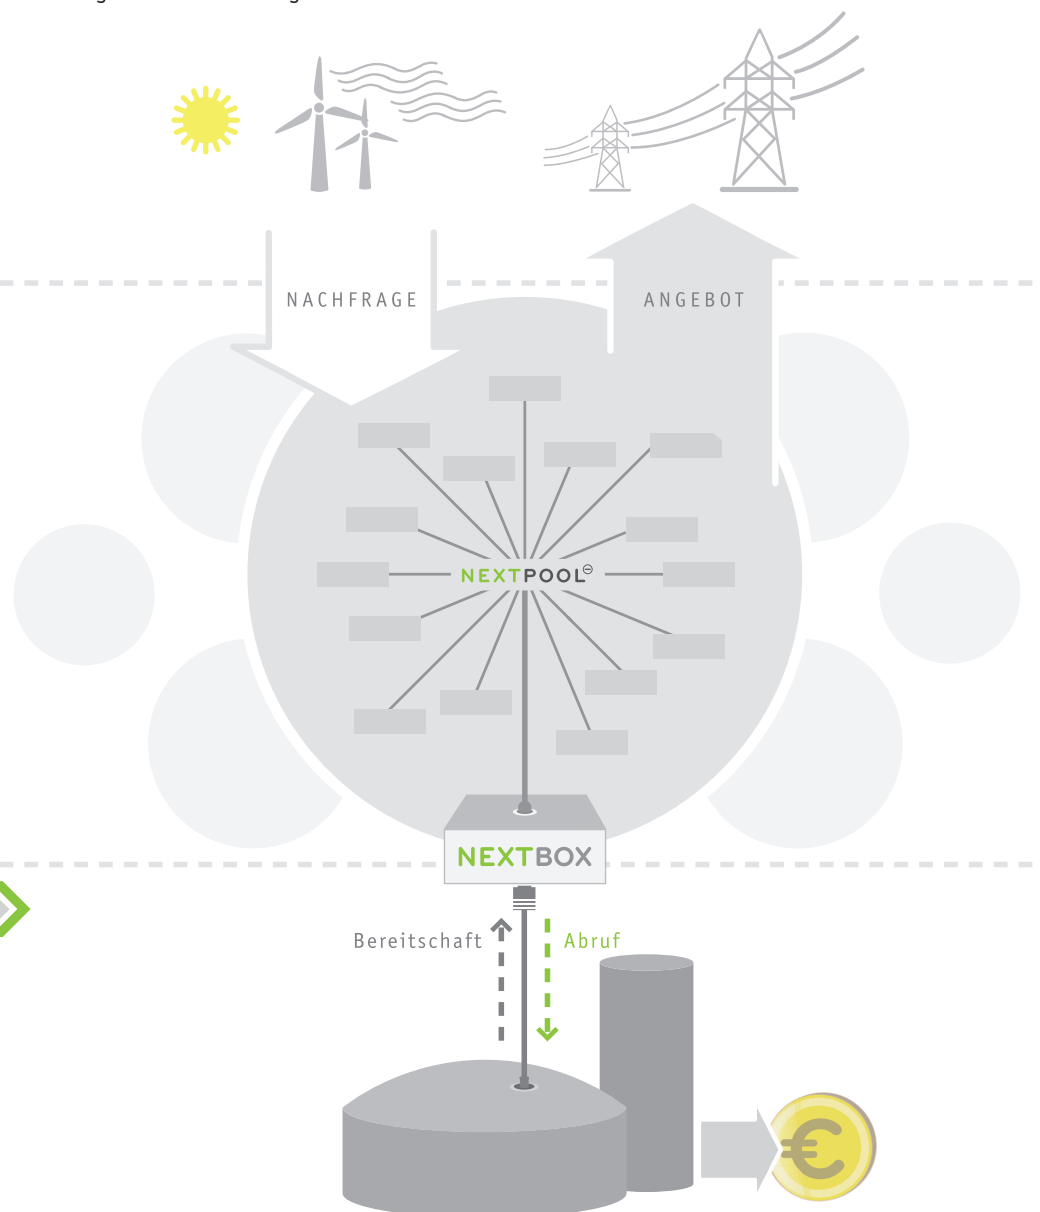 NACHFRAGE
ANGEBOT
NEXTPOOL
NEXTBOX
Bereitschaft
Abruf
€